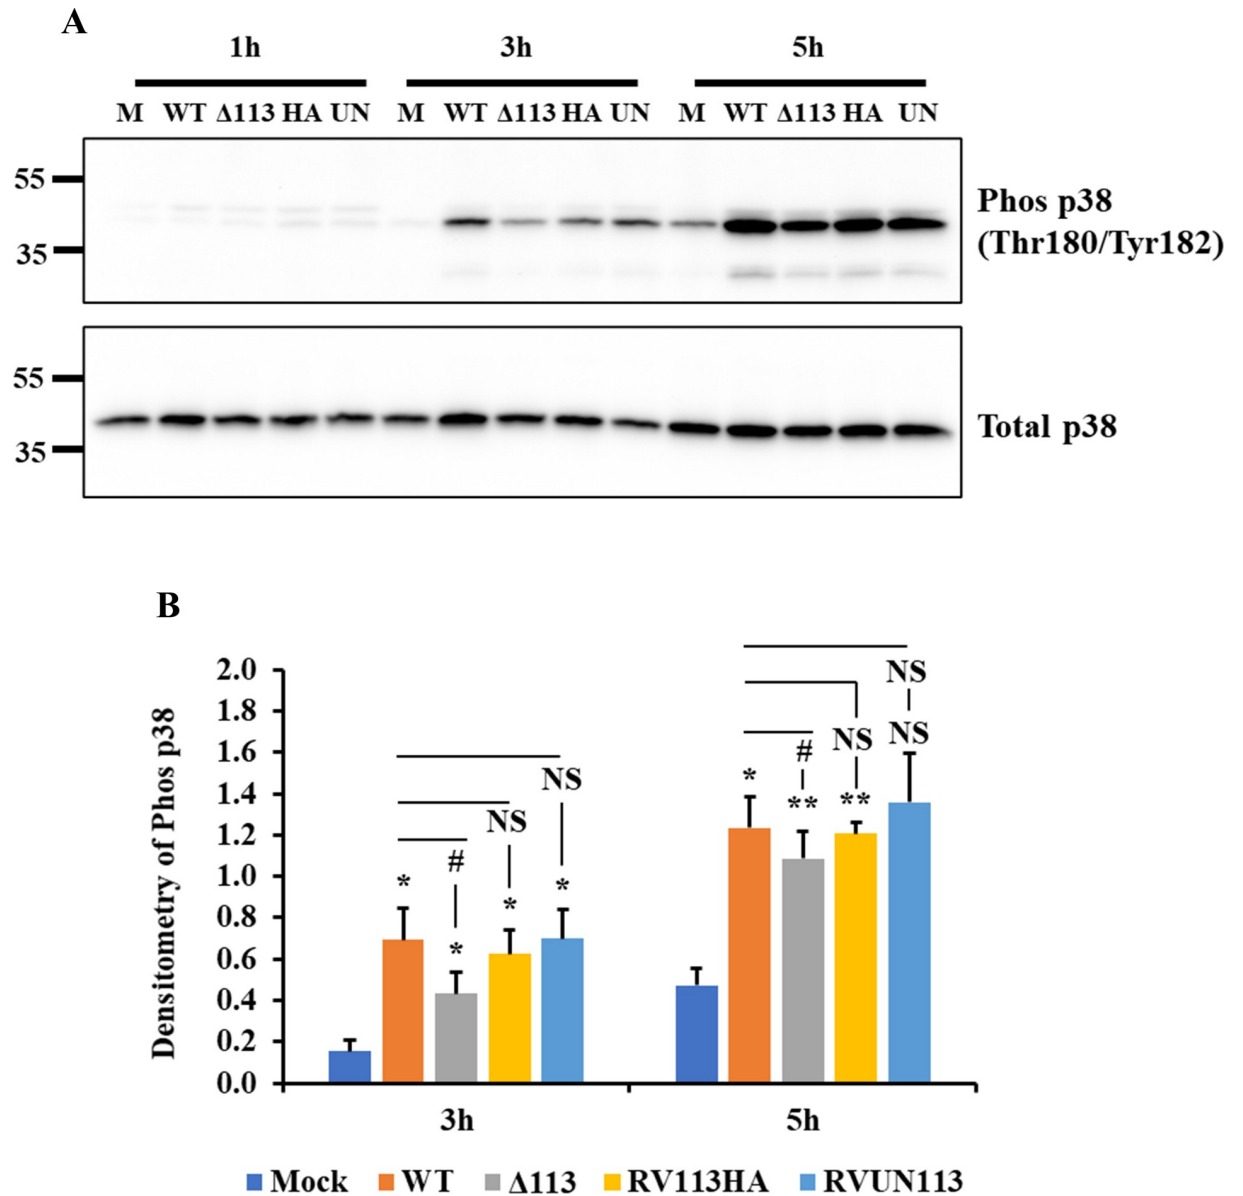 A
1h 3h 5h
M WT Δ113 HA UN M WT Δ113 HA UN M WT Δ113 HA UN
55
35
Phos p38
(Thr180/Tyr182)
55
35
Total p38
B
Densitometry of Phos p38
2.0
1.8
1.6
1.4
1.2
1.0
0.8
0.6
0.4
0.2
0.0
* # * NS * NS *
* # ** NS ** NS NS
3h 5h
Mock WT Δ113 RV113HA RVUN113